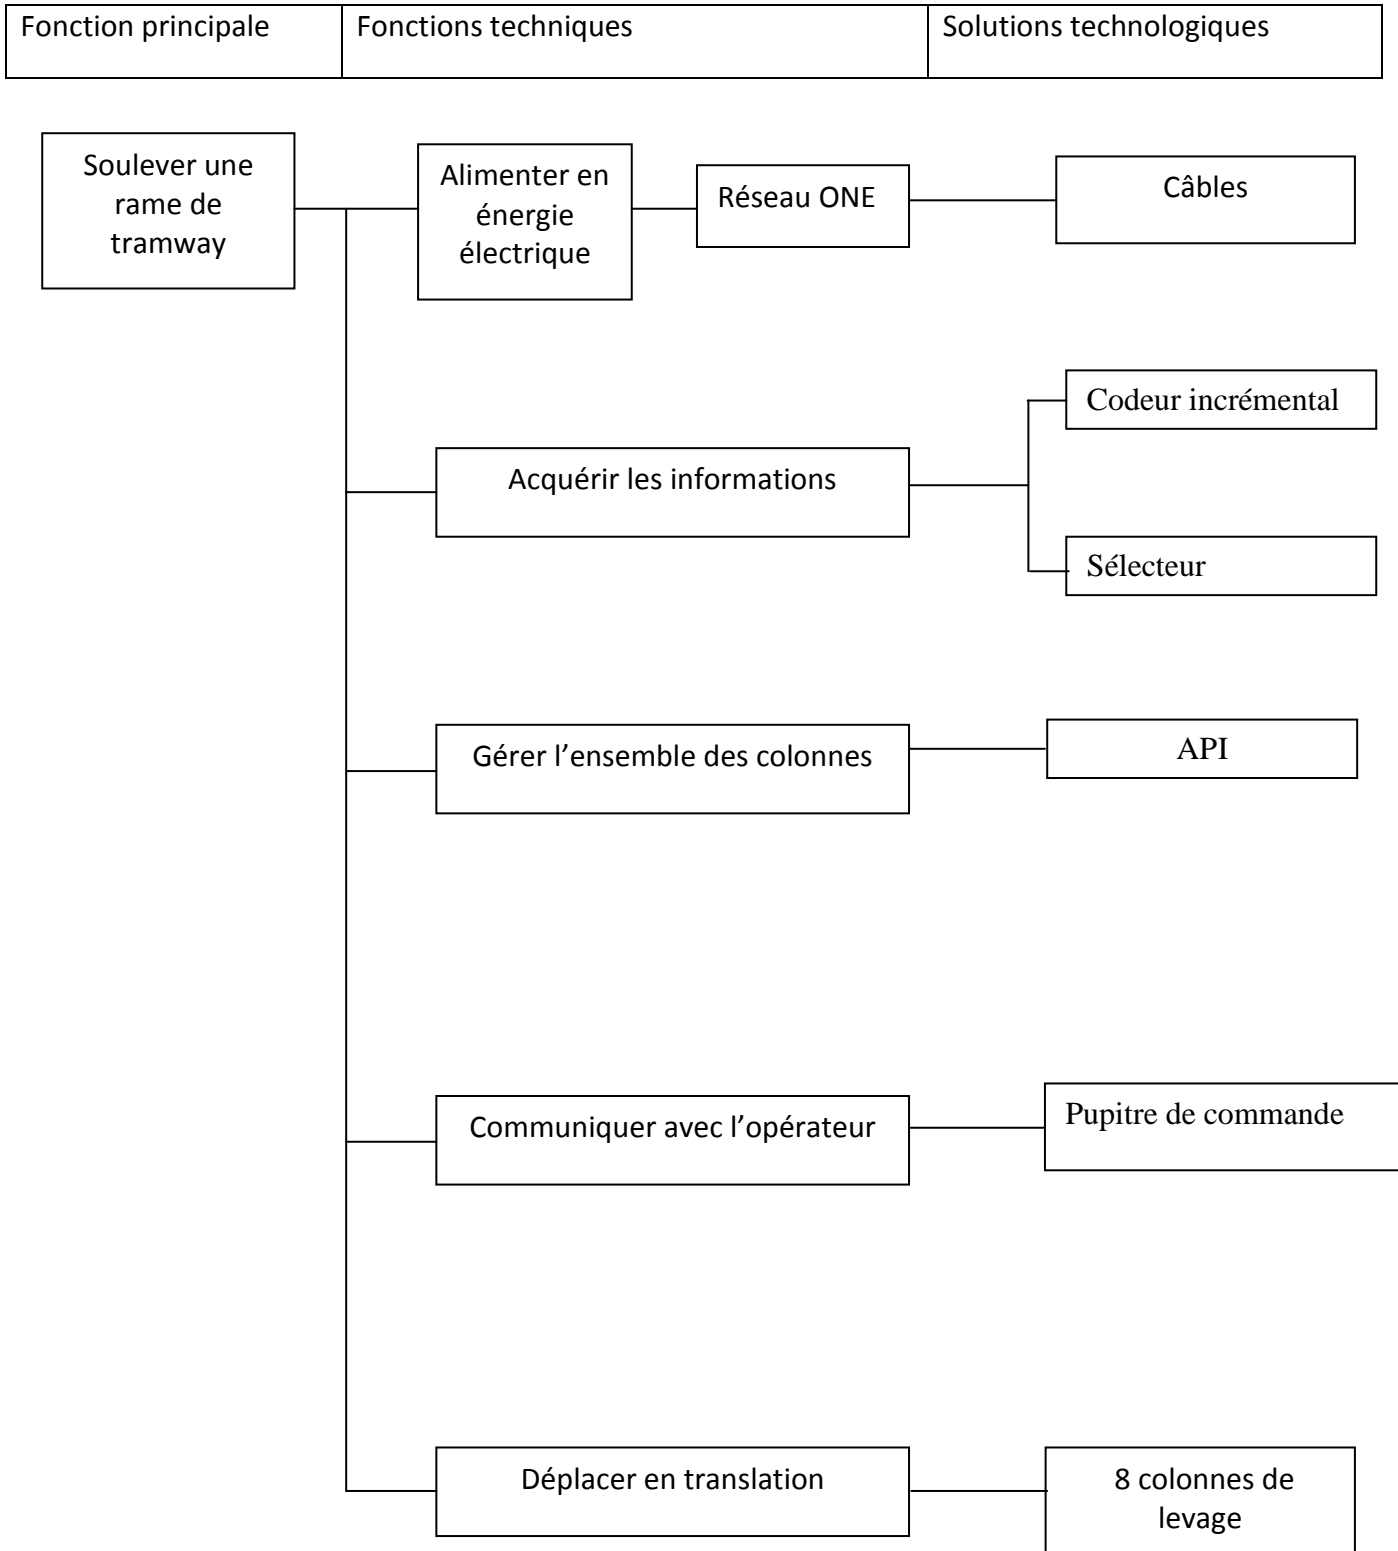 Fonction principale
Fonctions techniques
Solutions technologiques
Soulever une
rame de
tramway
Alimenter en
énergie
électrique
Réseau ONE
Câbles
Codeur incrémental
Acquérir les informations
Sélecteur
Gérer l’ensemble des colonnes
API
Communiquer avec l’opérateur
Pupitre de commande
Déplacer en translation
8 colonnes de
levage